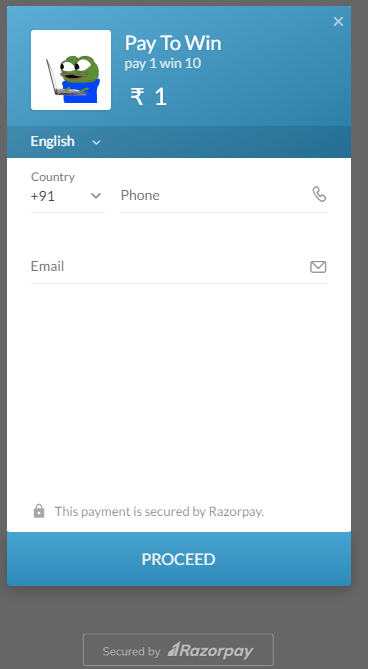 Pay To Win
pay 1 win 10
₹ 1
English
Country
+91
Phone
Email
This payment is secured by Razorpay.
PROCEED
Secured by Razorpay